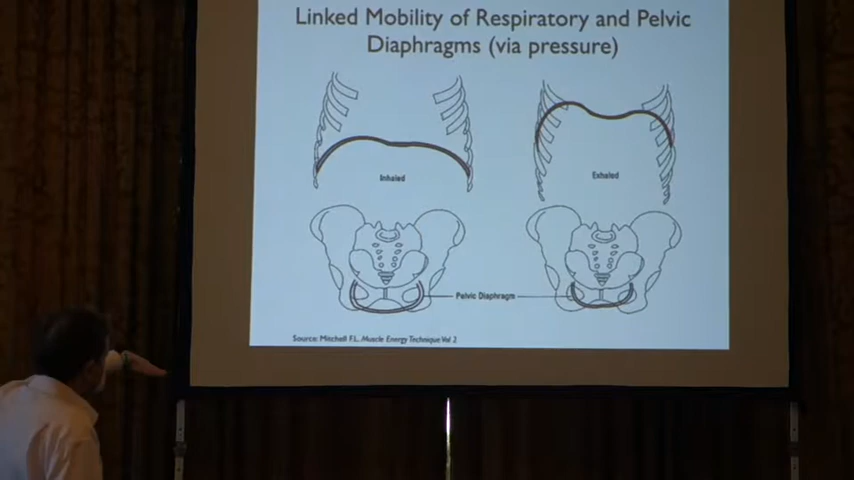 Linked Mobility of Respiratory and Pelvic
Diaphragms (via pressure)
Inhaled
Exhaled
Pelvic Diaphragm
Source: Mitchell F.L. Muscle Energy Technique Vol 2